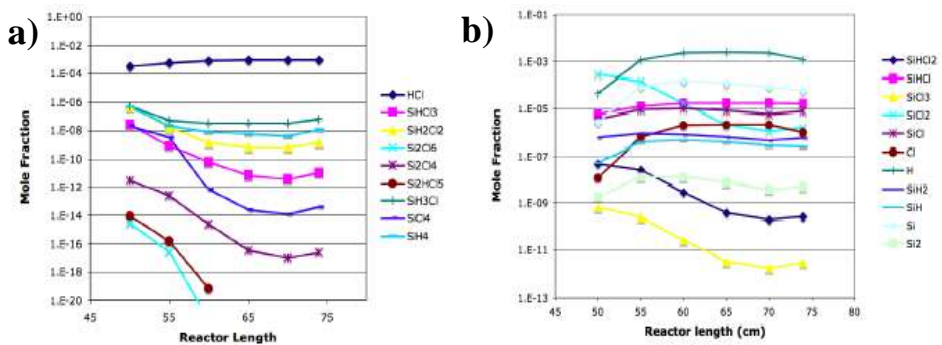 a)
1.E+00
1.E-02
1.E-04
1.E-06
1.E-08
1.E-10
1.E-12
1.E-14
1.E-16
1.E-18
1.E-20
Mole Fraction
45
55
65
75
Reactor Length
HCl
SiHCl3
SiH2Cl2
Si2Cl6
Si2Cl4
Si2HCl5
SiH3Cl
SiCl4
SiH4
b)
1.E-01
1.E-03
1.E-05
1.E-07
1.E-09
1.E-11
1.E-13
Mole Fraction
45
50
55
60
65
70
75
80
Reactor length (cm)
SiHCl2
SiHCl
SiCl3
SiCl2
SiCl
Cl
H
SiH2
SiH
Si
Si2